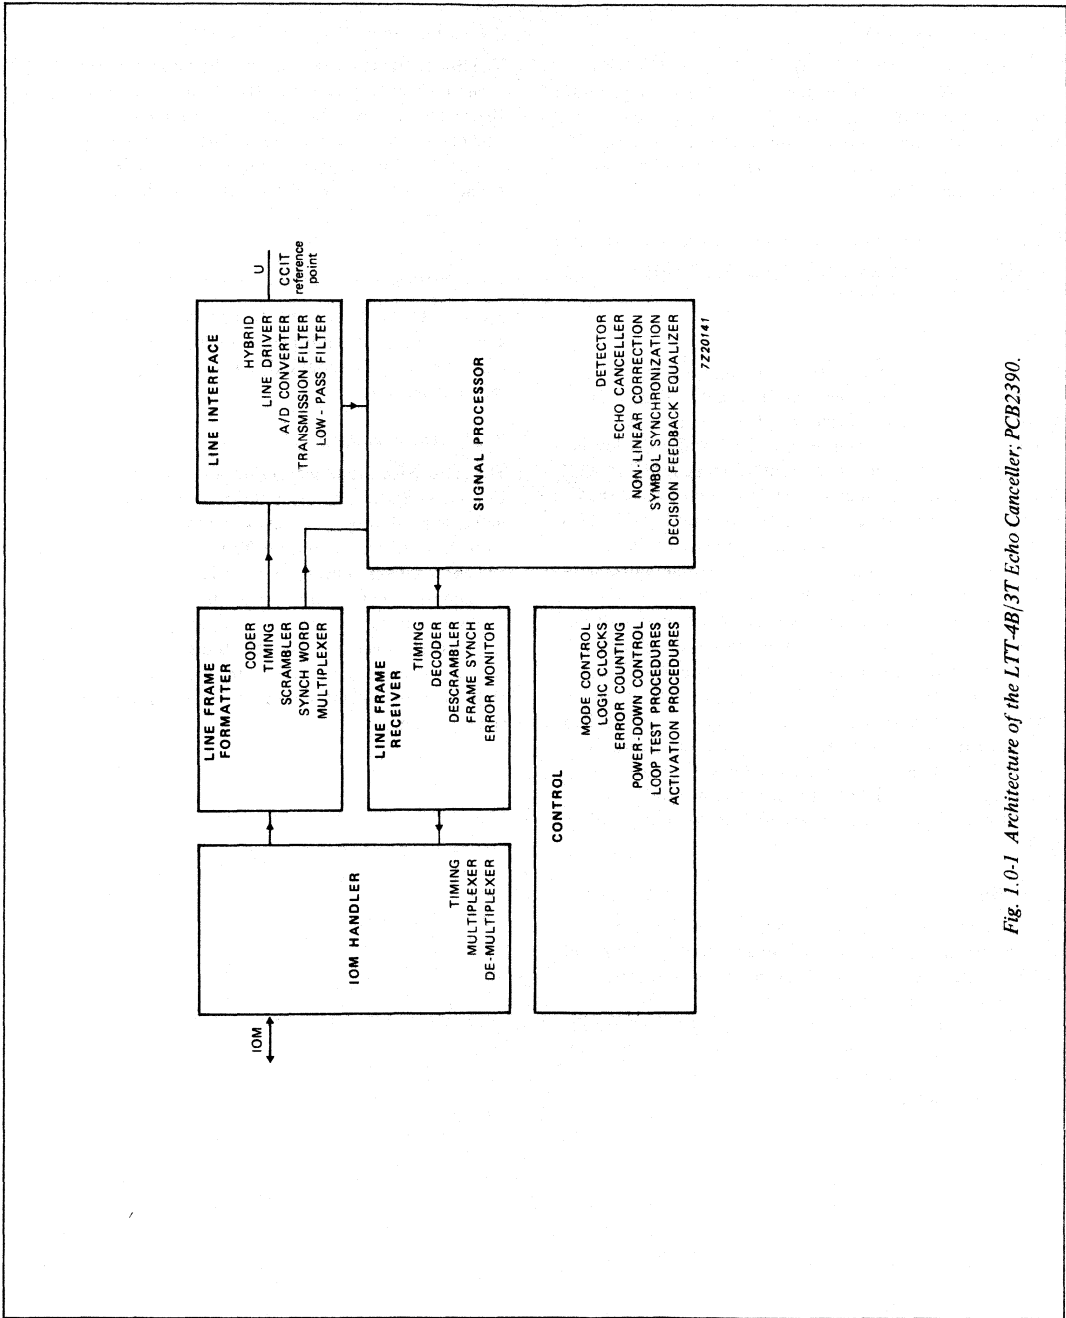 IOM
IOM HANDLER
TIMING
MULTIPLEXER
DE-MULTIPLEXER
LINE FRAME
FORMATTER
CODER
TIMING
SCRAMBLER
SYNCH WORD
MULTIPLEXER
LINE INTERFACE
HYBRID
LINE DRIVER
A/D CONVERTER
TRANSMISSION FILTER
LOW-PASS FILTER
U
CCIT
reference
point
LINE FRAME
RECEIVER
TIMING
DECODER
DESCRAMBLER
FRAME SYNCH
ERROR MONITOR
SIGNAL PROCESSOR
DETECTOR
ECHO CANCELLER
NON-LINEAR CORRECTION
SYMBOL SYNCHRONIZATION
DECISION FEEDBACK EQUALIZER
CONTROL
MODE CONTROL
LOGIC CLOCKS
ERROR COUNTING
POWER-DOWN CONTROL
LOOP TEST PROCEDURES
ACTIVATION PROCEDURES
7Z20141
Fig. 1.0-1 Architecture of the LTT-4B/3T Echo Canceller; PCB2390.